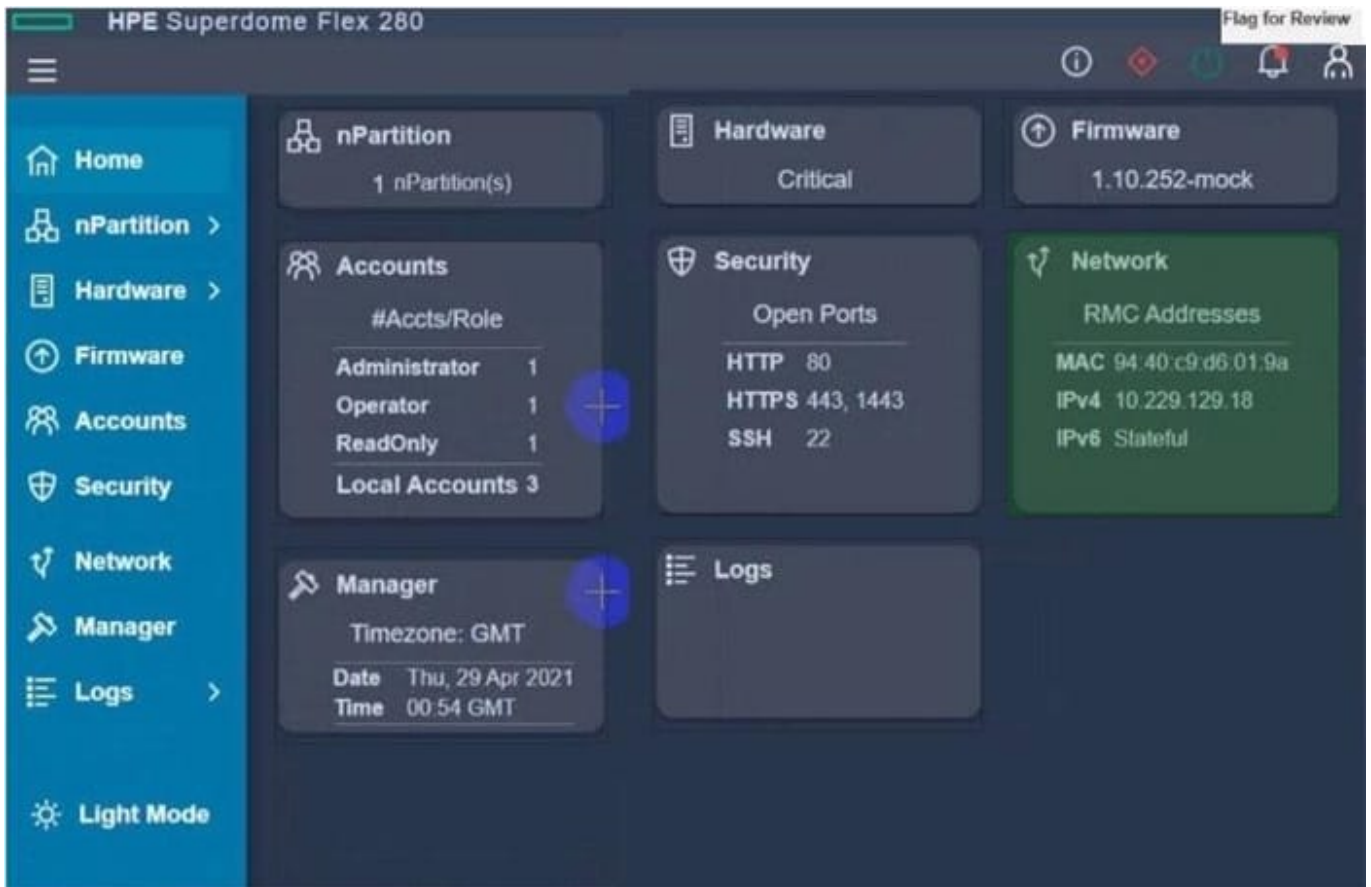 HPE Superdome Flex 280
Flag for Review
Home
nPartition
Hardware
Firmware
Accounts
Security
Network
Manager
Logs
Light Mode
nPartition
1 nPartition(s)
Hardware
Critical
Firmware
1.10.252-mock
Accounts
#Accts/Role
Administrator 1
Operator 1
ReadOnly 1
Local Accounts 3
Security
Open Ports
HTTP 80
HTTPS 443, 1443
SSH 22
Network
RMC Addresses
MAC 94:40:c9:d6:01:9a
IPv4 10.229.129.18
IPv6 Stateful
Manager
Timezone: GMT
Date Thu, 29 Apr 2021
Time 00:54 GMT
Logs